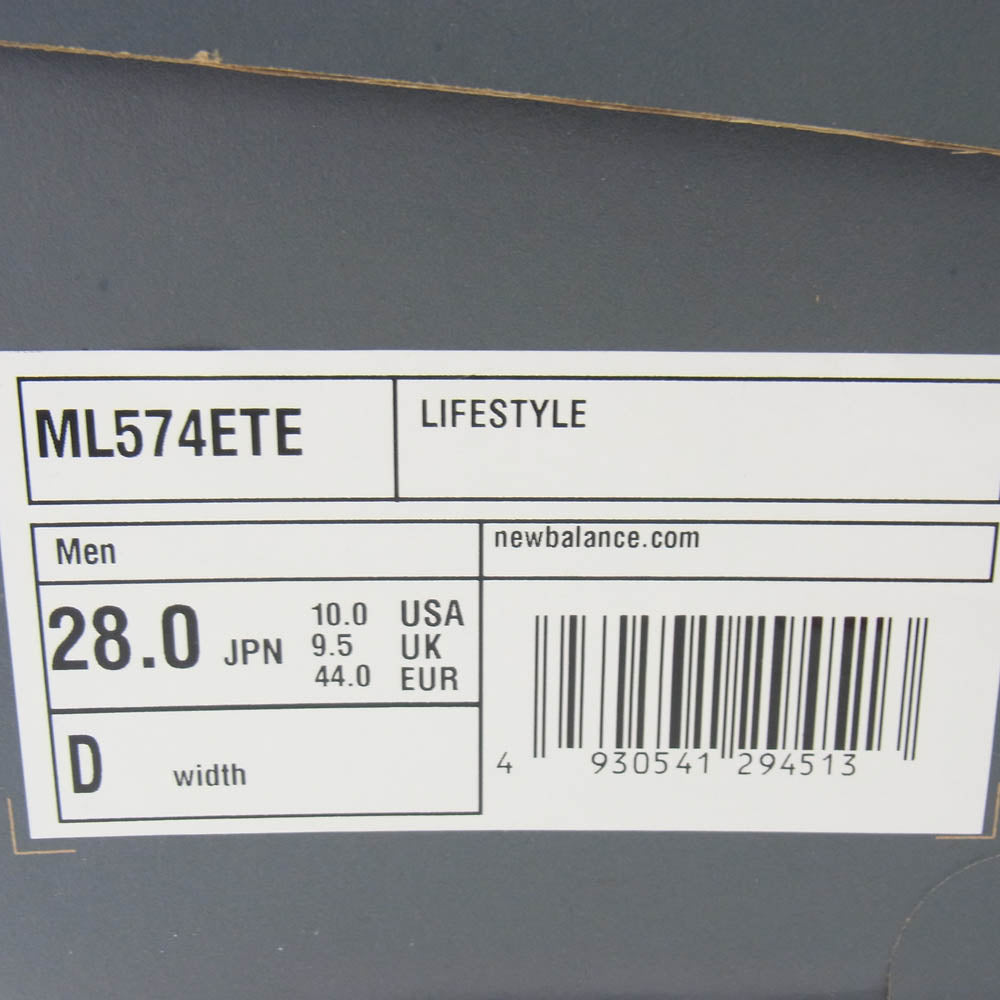 ML574ETE
LIFESTYLE
Men
newbalance.com
28.0 JPN
10.0 USA
9.5 UK
44.0 EUR
D width
4 930541 294513